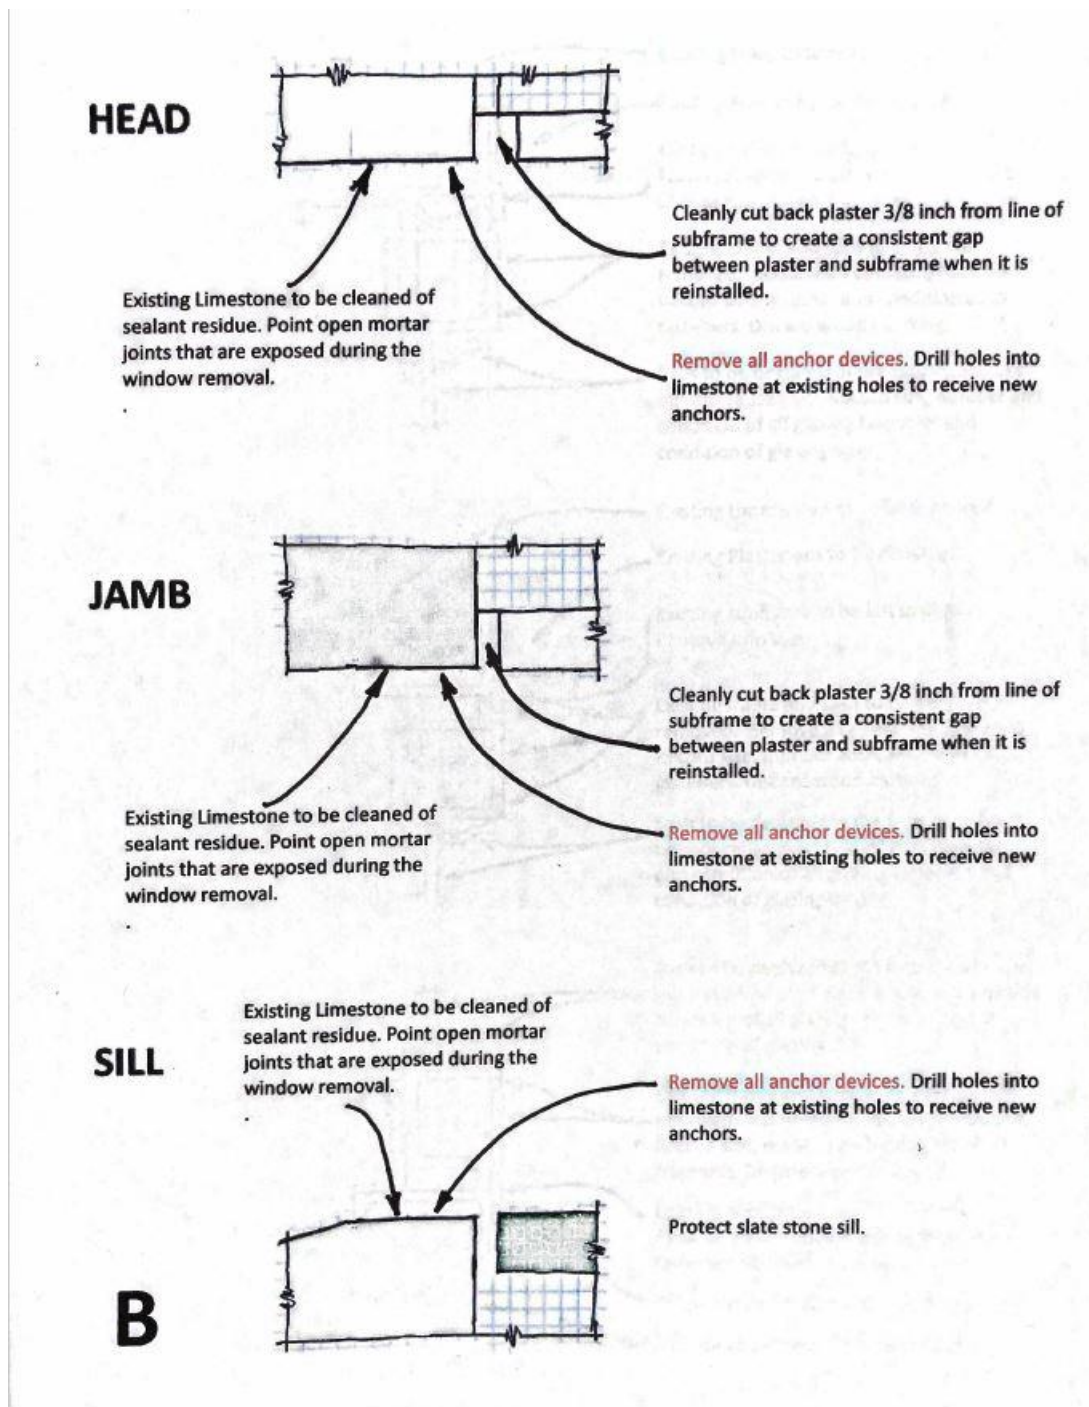 HEAD
Cleanly cut back plaster 3/8 inch from line of
subframe to create a consistent gap
between plaster and subframe when it is
reinstalled.
Existing Limestone to be cleaned of
sealant residue. Point open mortar
joints that are exposed during the
window removal.
.
Remove all anchor devices. Drill holes into
limestone at existing holes to receive new
anchors.
JAMB
Cleanly cut back plaster 3/8 inch from line of
subframe to create a consistent gap
between plaster and subframe when it is
reinstalled.
Existing Limestone to be cleaned of
sealant residue. Point open mortar
joints that are exposed during the
window removal.
.
Remove all anchor devices. Drill holes into
limestone at existing holes to receive new
anchors.
SILL
Existing Limestone to be cleaned of
sealant residue. Point open mortar
joints that are exposed during the
window removal.
.
Remove all anchor devices. Drill holes into
limestone at existing holes to receive new
anchors.
Protect slate stone sill.
B